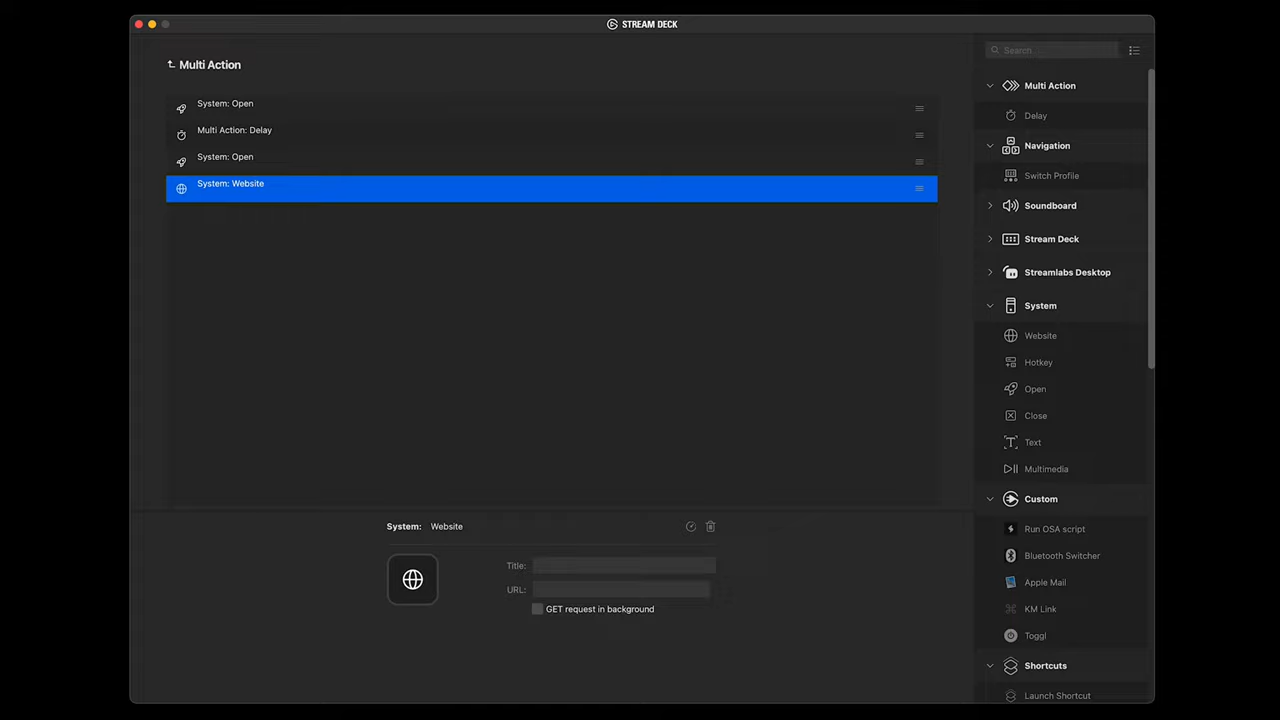 STREAM DECK
Multi Action
System: Open
Multi Action: Delay
System: Open
System: Website
System: Website
Title:
URL:
GET request in background
Search
Multi Action
Delay
Navigation
Switch Profile
Soundboard
Stream Deck
Streamlabs Desktop
System
Website
Hotkey
Open
Close
Text
Multimedia
Custom
Run OSA script
Bluetooth Switcher
Apple Mail
KM Link
Toggl
Shortcuts
Launch Shortcut